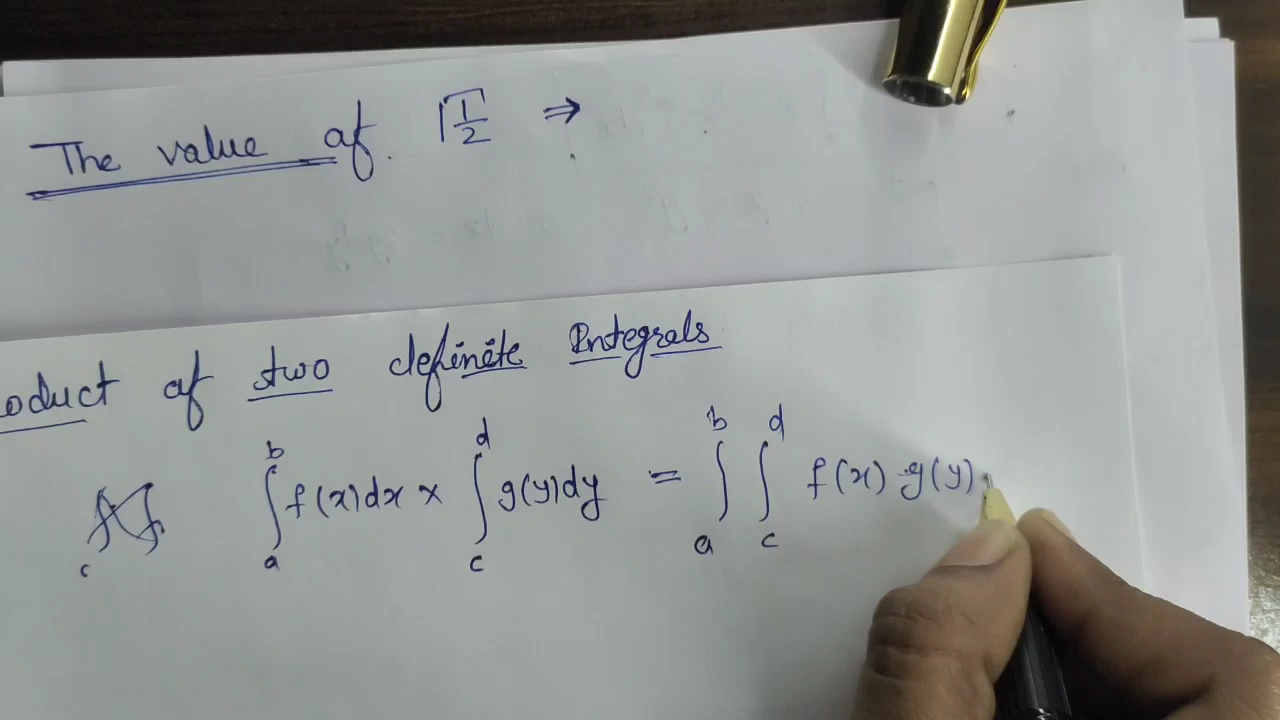 The value of Γ1/2 ⇒
oduct of two definite Integrals
∫_a^b f(x)dx × ∫_c^d g(y)dy = ∫_a^b ∫_c^d f(x)·g(y)·